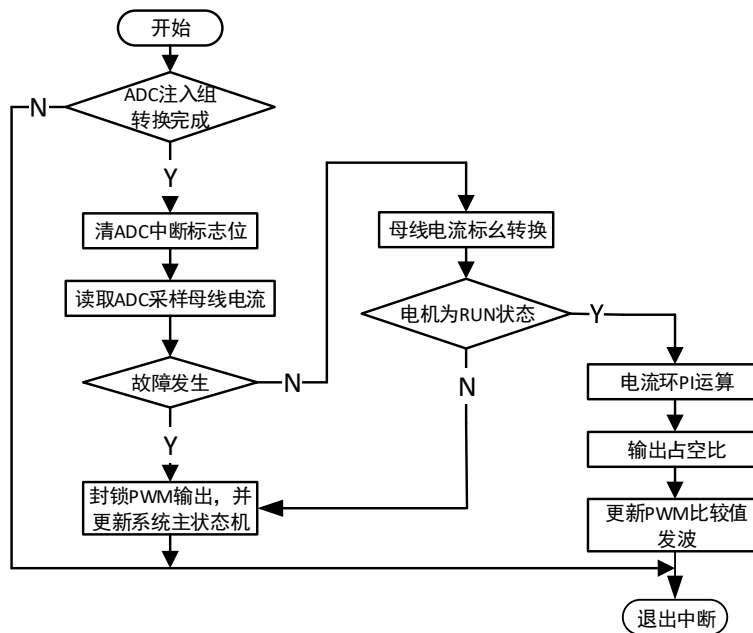 开始
ADC注入组
转换完成
N
Y
清ADC中断标志位
读取ADC采样母线电流
故障发生
N
Y
封锁PWM输出，并
更新系统主状态机
母线电流标幺转换
电机为RUN状态
Y
N
电流环PI运算
输出占空比
更新PWM比较值
发波
退出中断